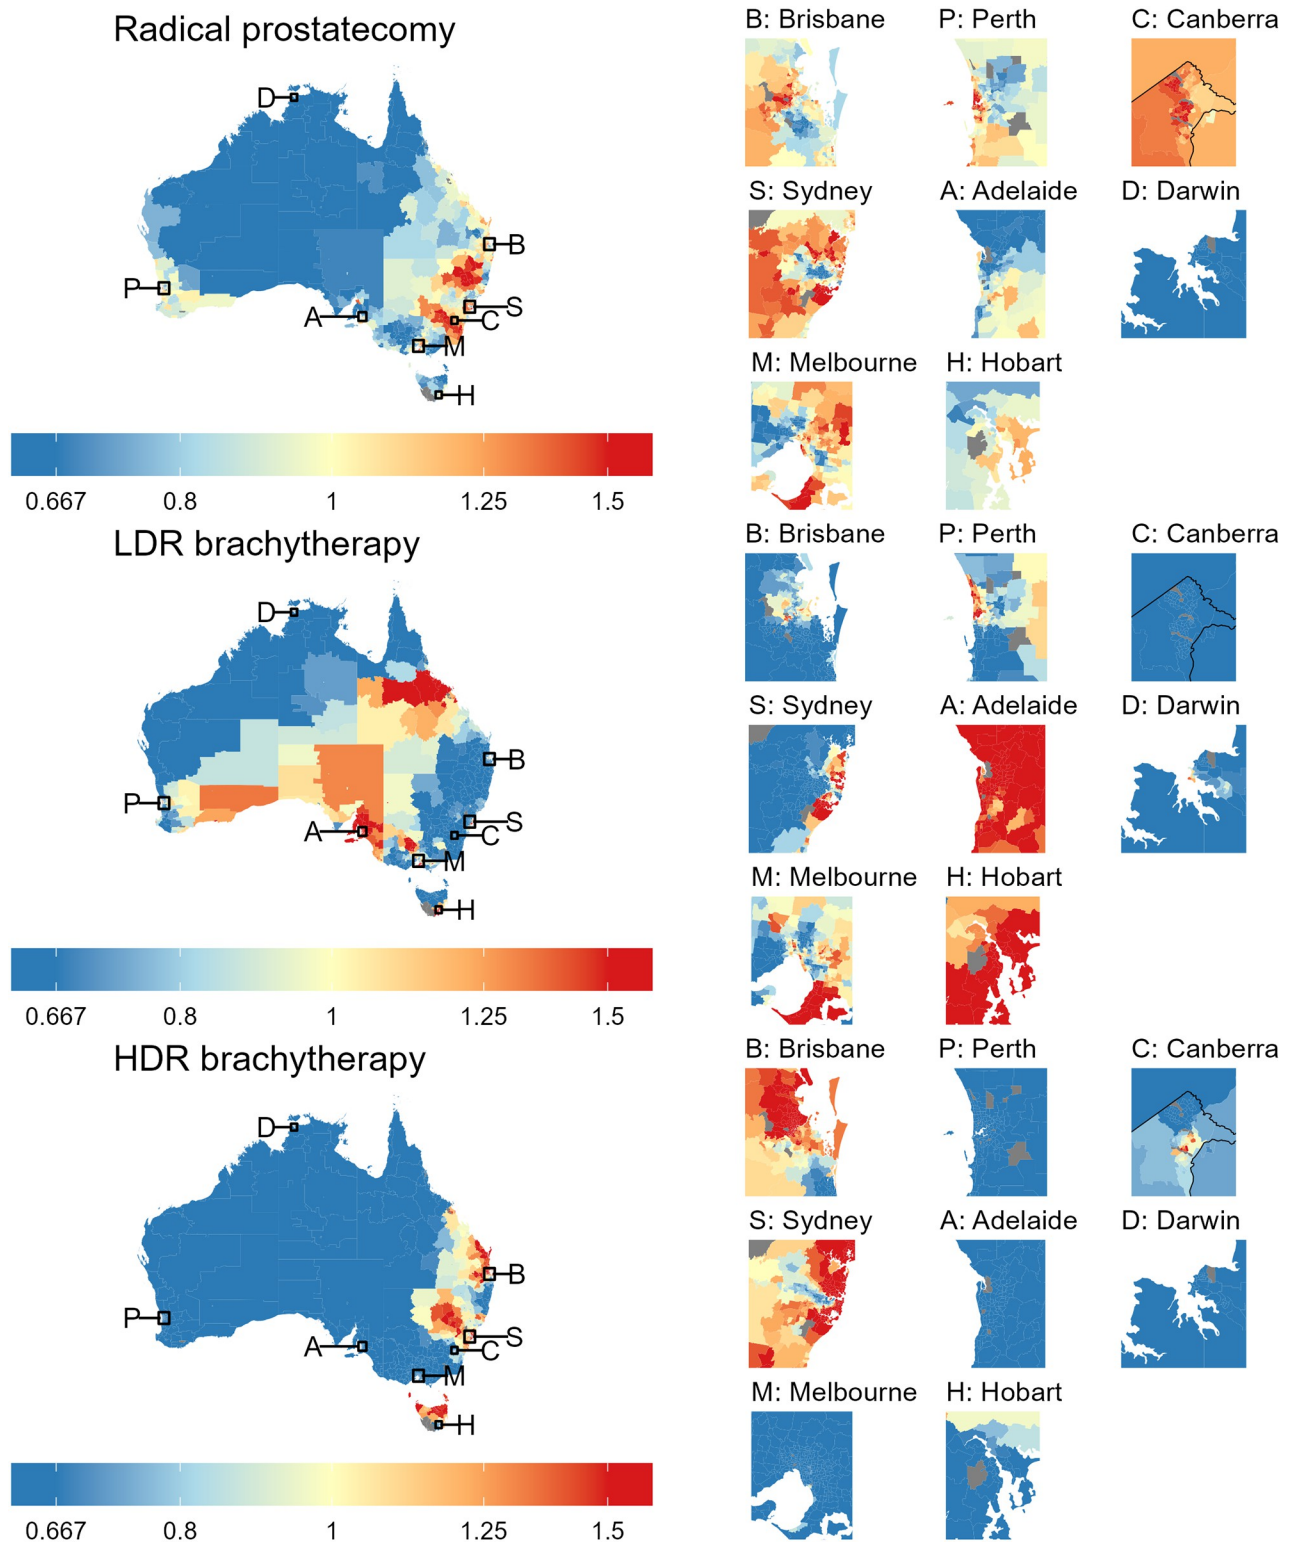 Radical prostatecomy
D
B
P
S
A
C
M
H
0.667 0.8 1 1.25 1.5
B: Brisbane P: Perth C: Canberra
S: Sydney A: Adelaide D: Darwin
M: Melbourne H: Hobart
LDR brachytherapy
D
B
P
S
A
C
M
H
0.667 0.8 1 1.25 1.5
B: Brisbane P: Perth C: Canberra
S: Sydney A: Adelaide D: Darwin
M: Melbourne H: Hobart
HDR brachytherapy
D
B
P
S
A
C
M
H
0.667 0.8 1 1.25 1.5
B: Brisbane P: Perth C: Canberra
S: Sydney A: Adelaide D: Darwin
M: Melbourne H: Hobart